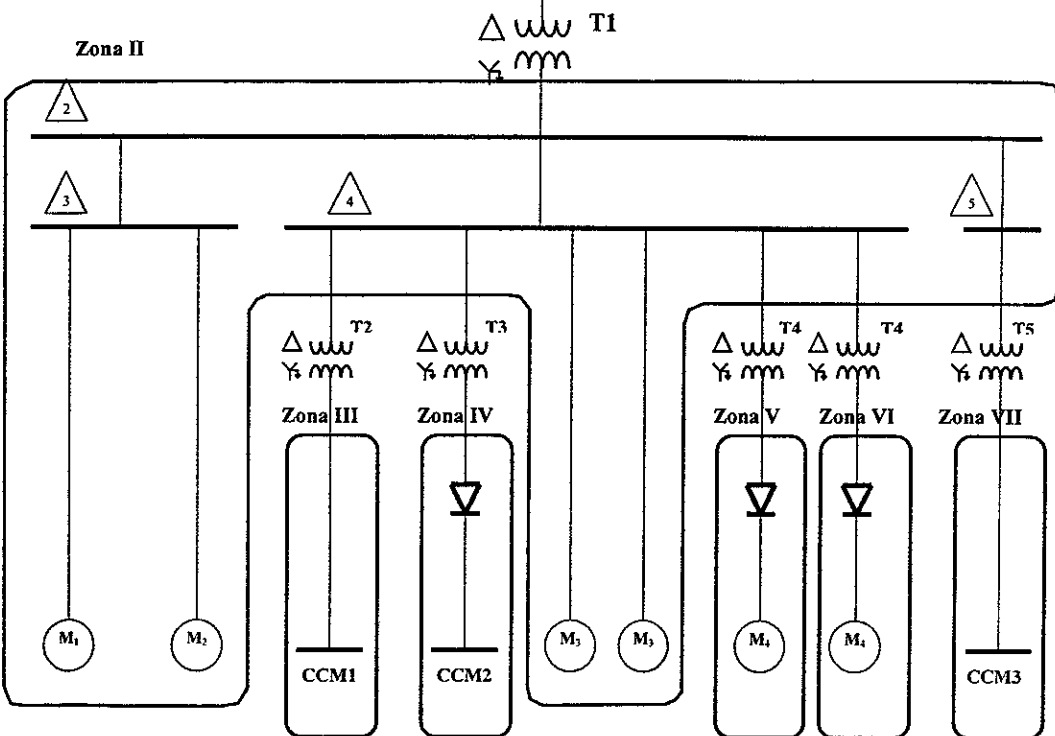 T1
Zona II
2
3
4
5
T2
T3
T4
T4
T5
Zona III
Zona IV
Zona V
Zona VI
Zona VII
M₁
M₂
M₃
M₃
M₄
M₄
CCM1
CCM2
CCM3